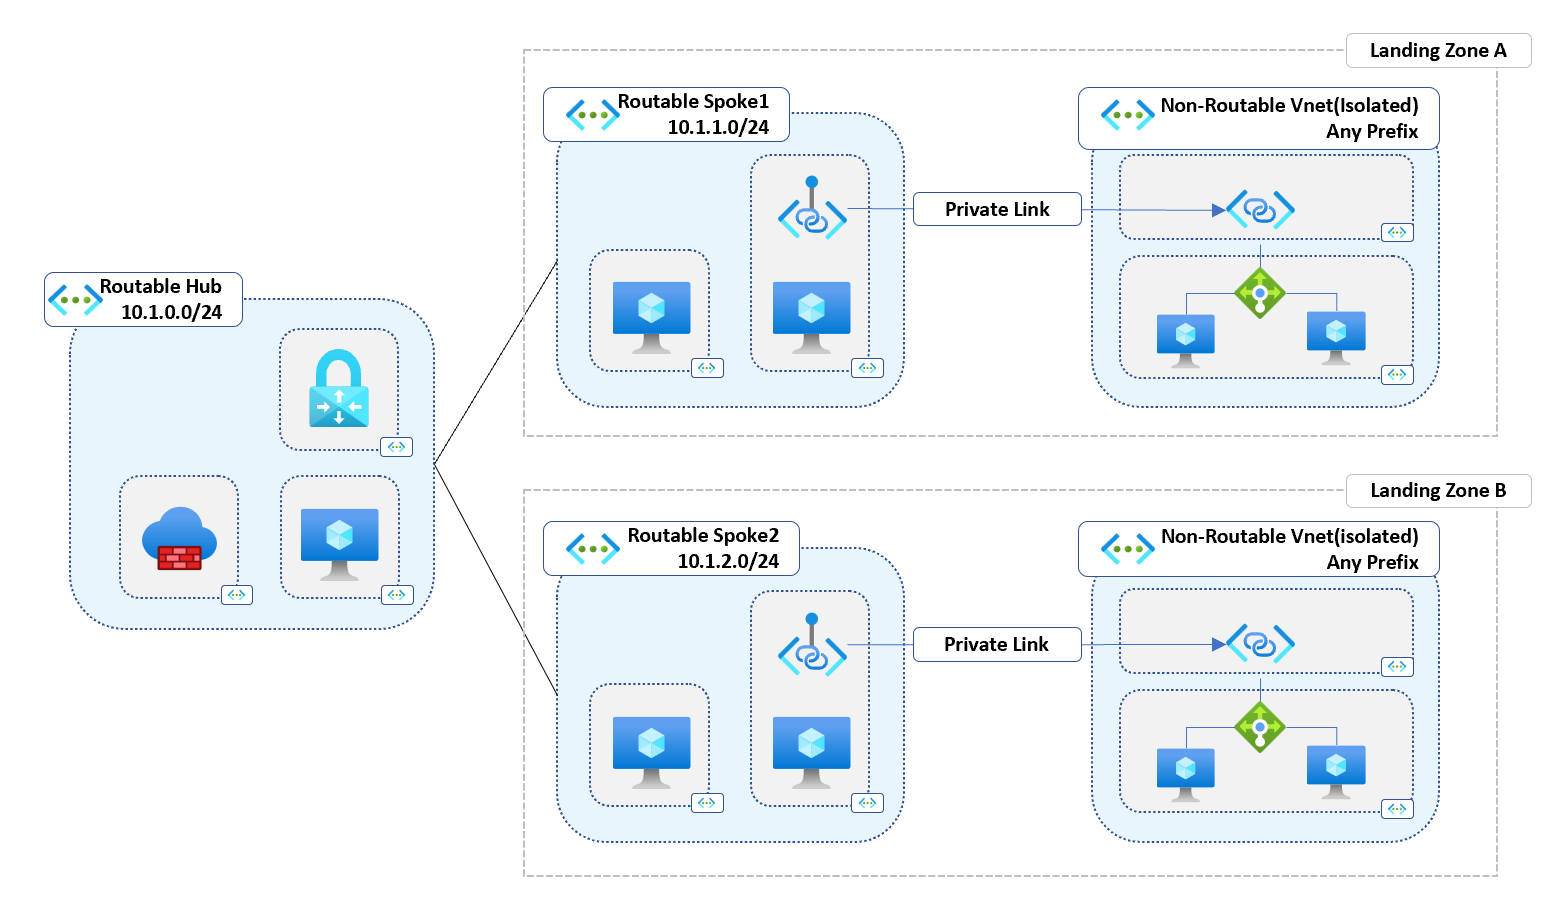 Landing Zone A
Routable Spoke1
10.1.1.0/24
Non-Routable Vnet(Isolated)
Any Prefix
Private Link
Routable Hub
10.1.0.0/24
Landing Zone B
Routable Spoke2
10.1.2.0/24
Non-Routable Vnet(isolated)
Any Prefix
Private Link